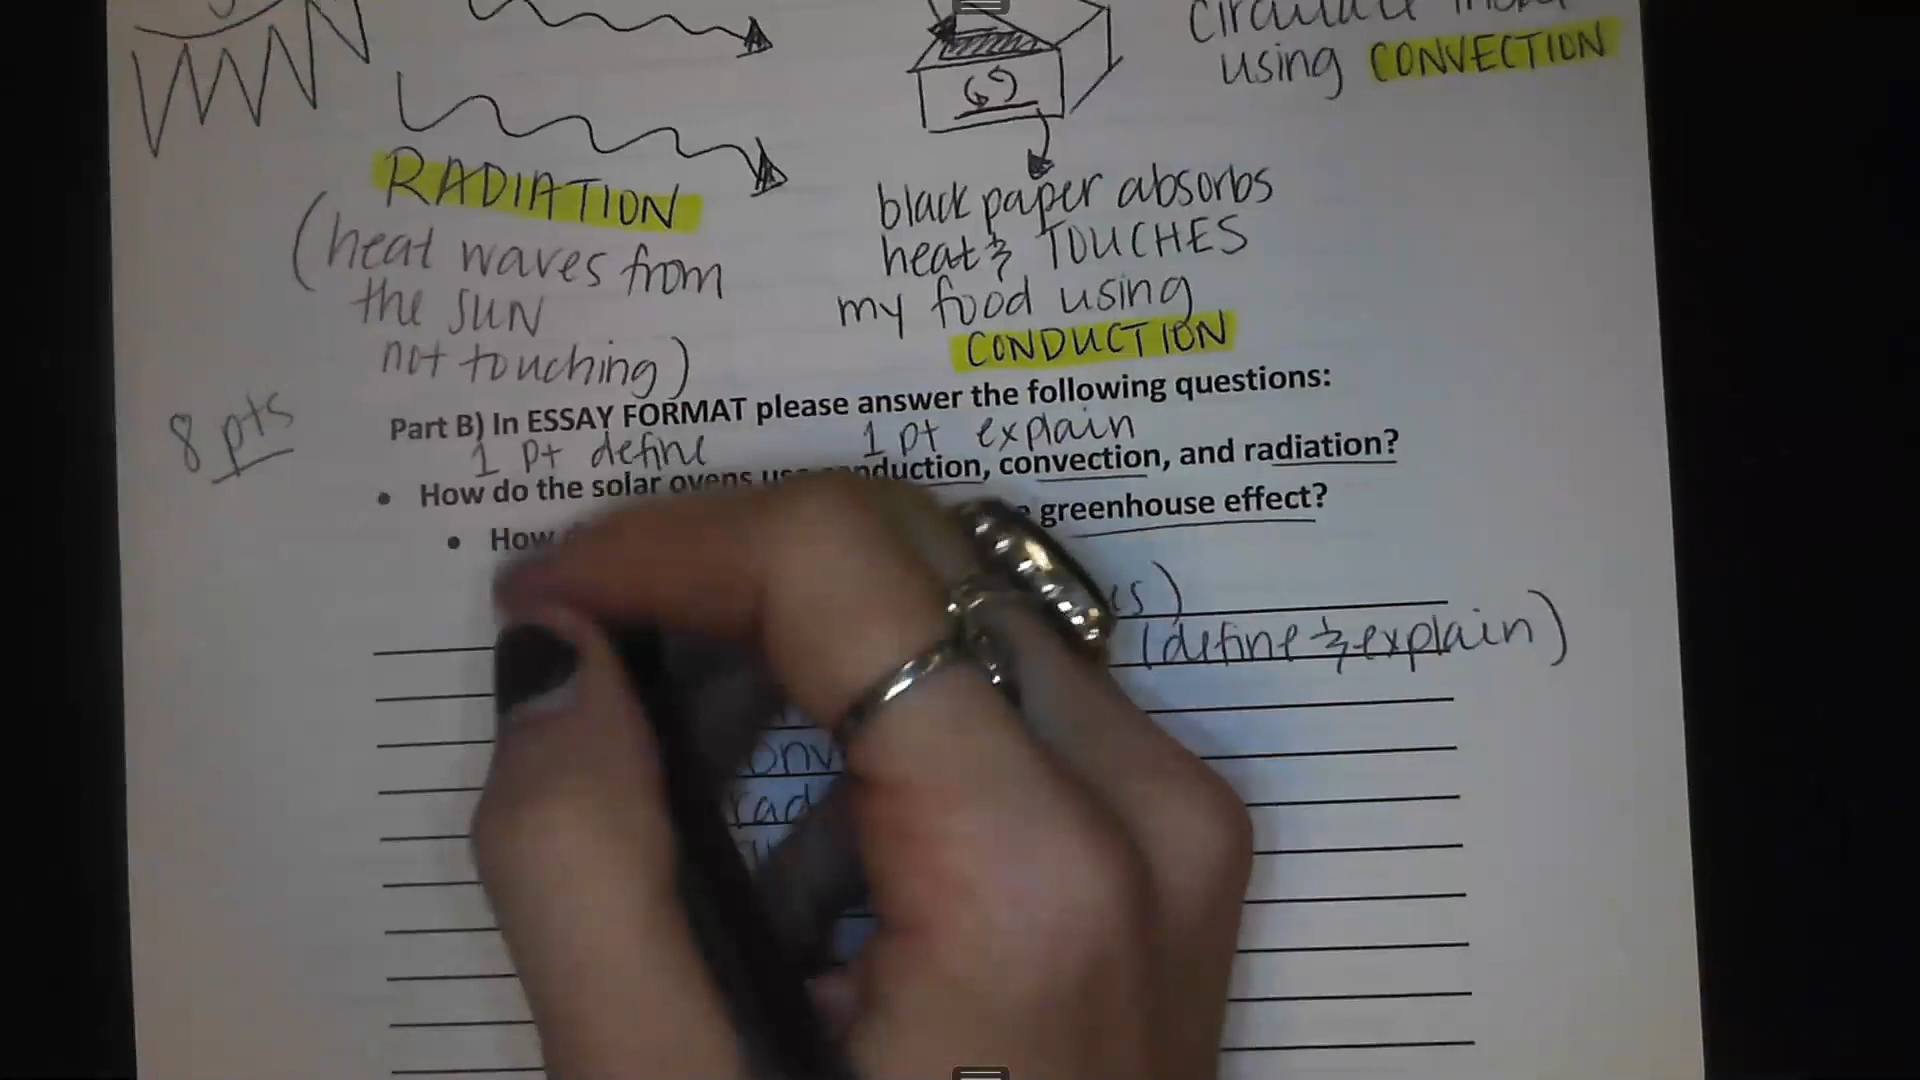 using CONVECTION
RADIATION
(heat waves from
the SUN
not touching)
black paper absorbs
heat & TOUCHES
my food using
CONDUCTION
8 pts
Part B) In ESSAY FORMAT please answer the following questions:
1 pt define 1 pt explain
• How do the solar ovens conduction, convection, and radiation?
• How greenhouse effect?
(define & explain)